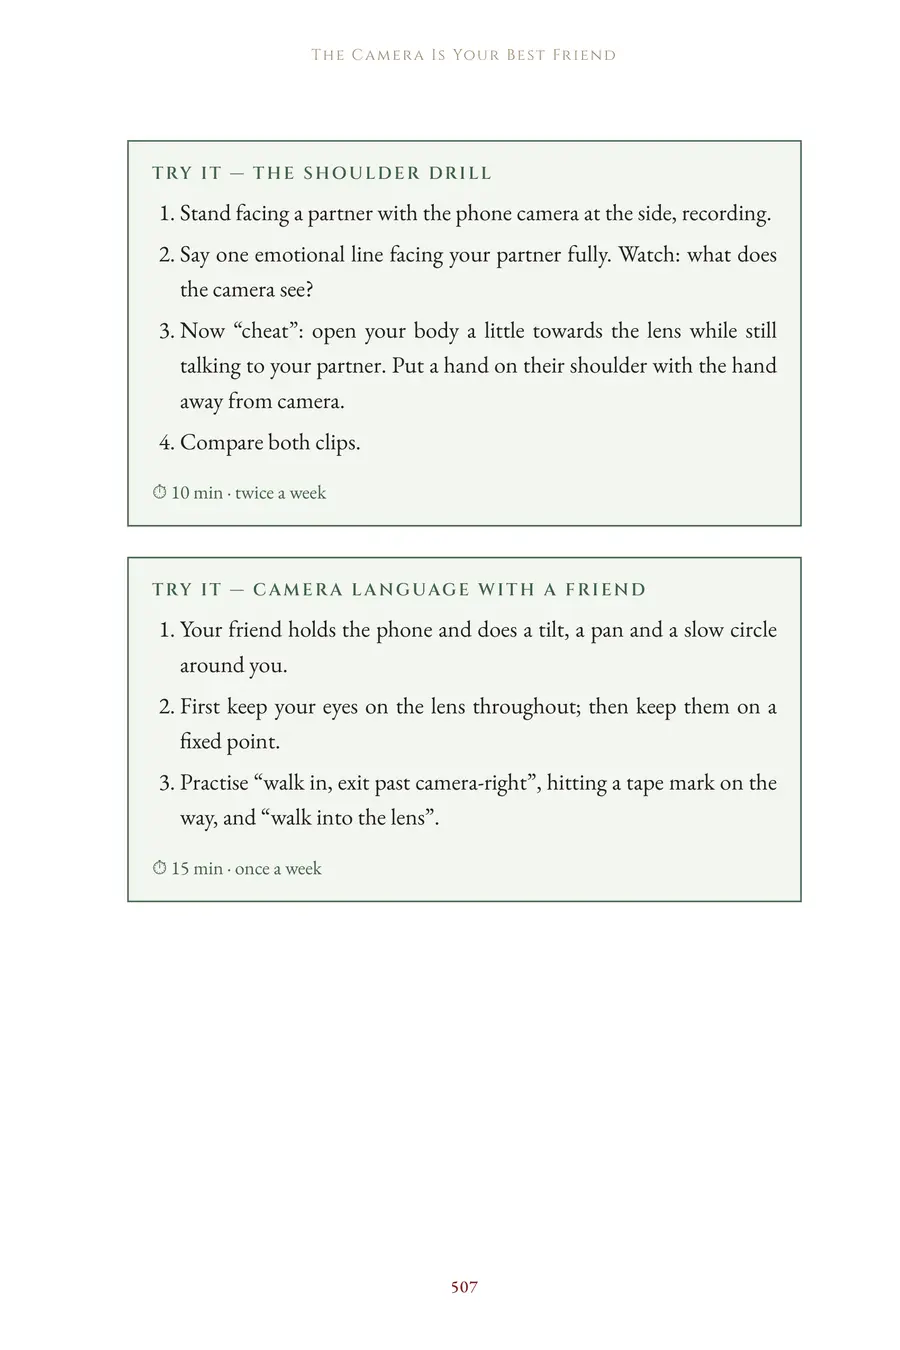 The Camera Is Your Best Friend
TRY IT — THE SHOULDER DRILL
1. Stand facing a partner with the phone camera at the side, recording.
2. Say one emotional line facing your partner fully. Watch: what does
the camera see?
3. Now “cheat”: open your body a little towards the lens while still
talking to your partner. Put a hand on their shoulder with the hand
away from camera.
4. Compare both clips.
⏱ 10 min · twice a week
TRY IT — CAMERA LANGUAGE WITH A FRIEND
1. Your friend holds the phone and does a tilt, a pan and a slow circle
around you.
2. First keep your eyes on the lens throughout; then keep them on a
fixed point.
3. Practise “walk in, exit past camera-right”, hitting a tape mark on the
way, and “walk into the lens”.
⏱ 15 min · once a week
507